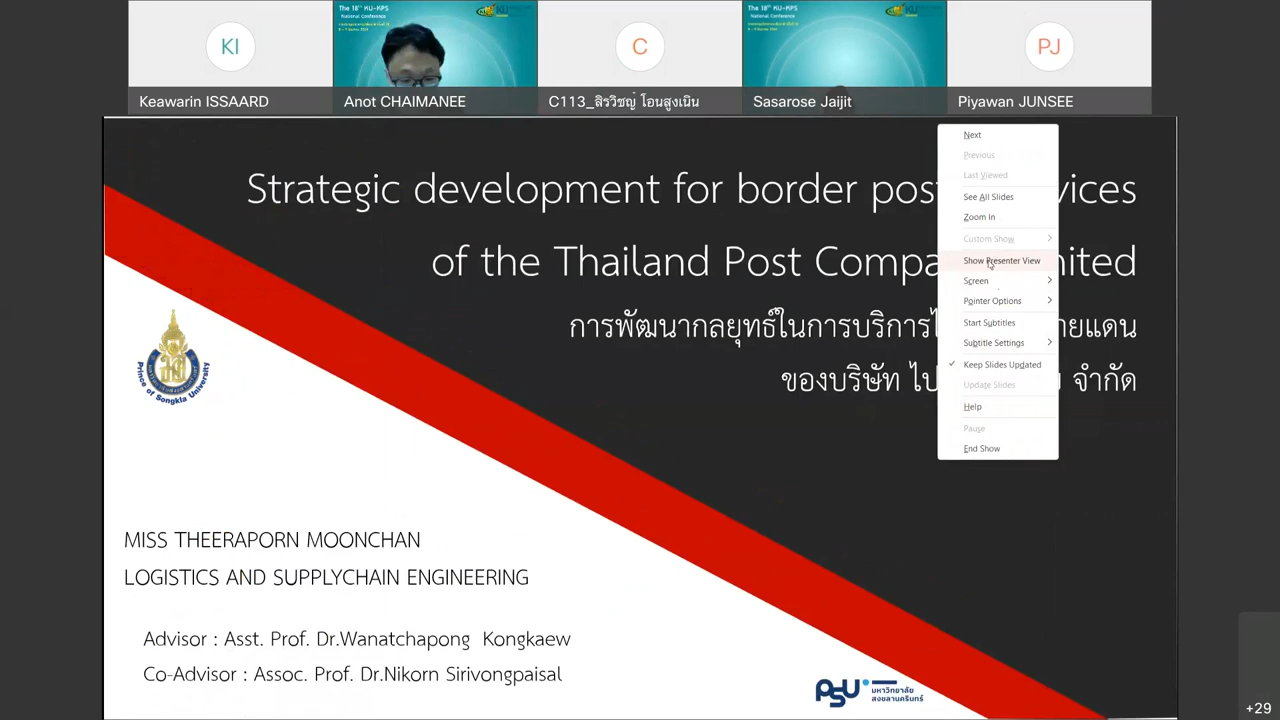 KI
The 18th KU-KPS
National Conference
C
The 18th KU-KPS
National Conference
PJ
Keawarin ISSAARD
Anot CHAIMANEE
C113_สิรวิชญ์ โอนสูงเนิน
Sasarose Jaijit
Piyawan JUNSEE
Strategic development for border pos vices
of the Thailand Post Compa ited
การพัฒนากลยุทธ์ในการบริการ ายแดน
ของบริษัท ไป จำกัด
Next
Previous
Last Viewed
See All Slides
Zoom In
Custom Show
Show Presenter View
Screen
Pointer Options
Start Subtitles
Subtitle Settings
Keep Slides Updated
Update Slides
Help
Pause
End Show
Prince of Songkla University
MISS THEERAPORN MOONCHAN
LOGISTICS AND SUPPLYCHAIN ENGINEERING
Advisor : Asst. Prof. Dr.Wanatchapong Kongkaew
Co-Advisor : Assoc. Prof. Dr.Nikorn Sirivongpaisal
PSU
มหาวิทยาลัย
สงขลานครินทร์
+29